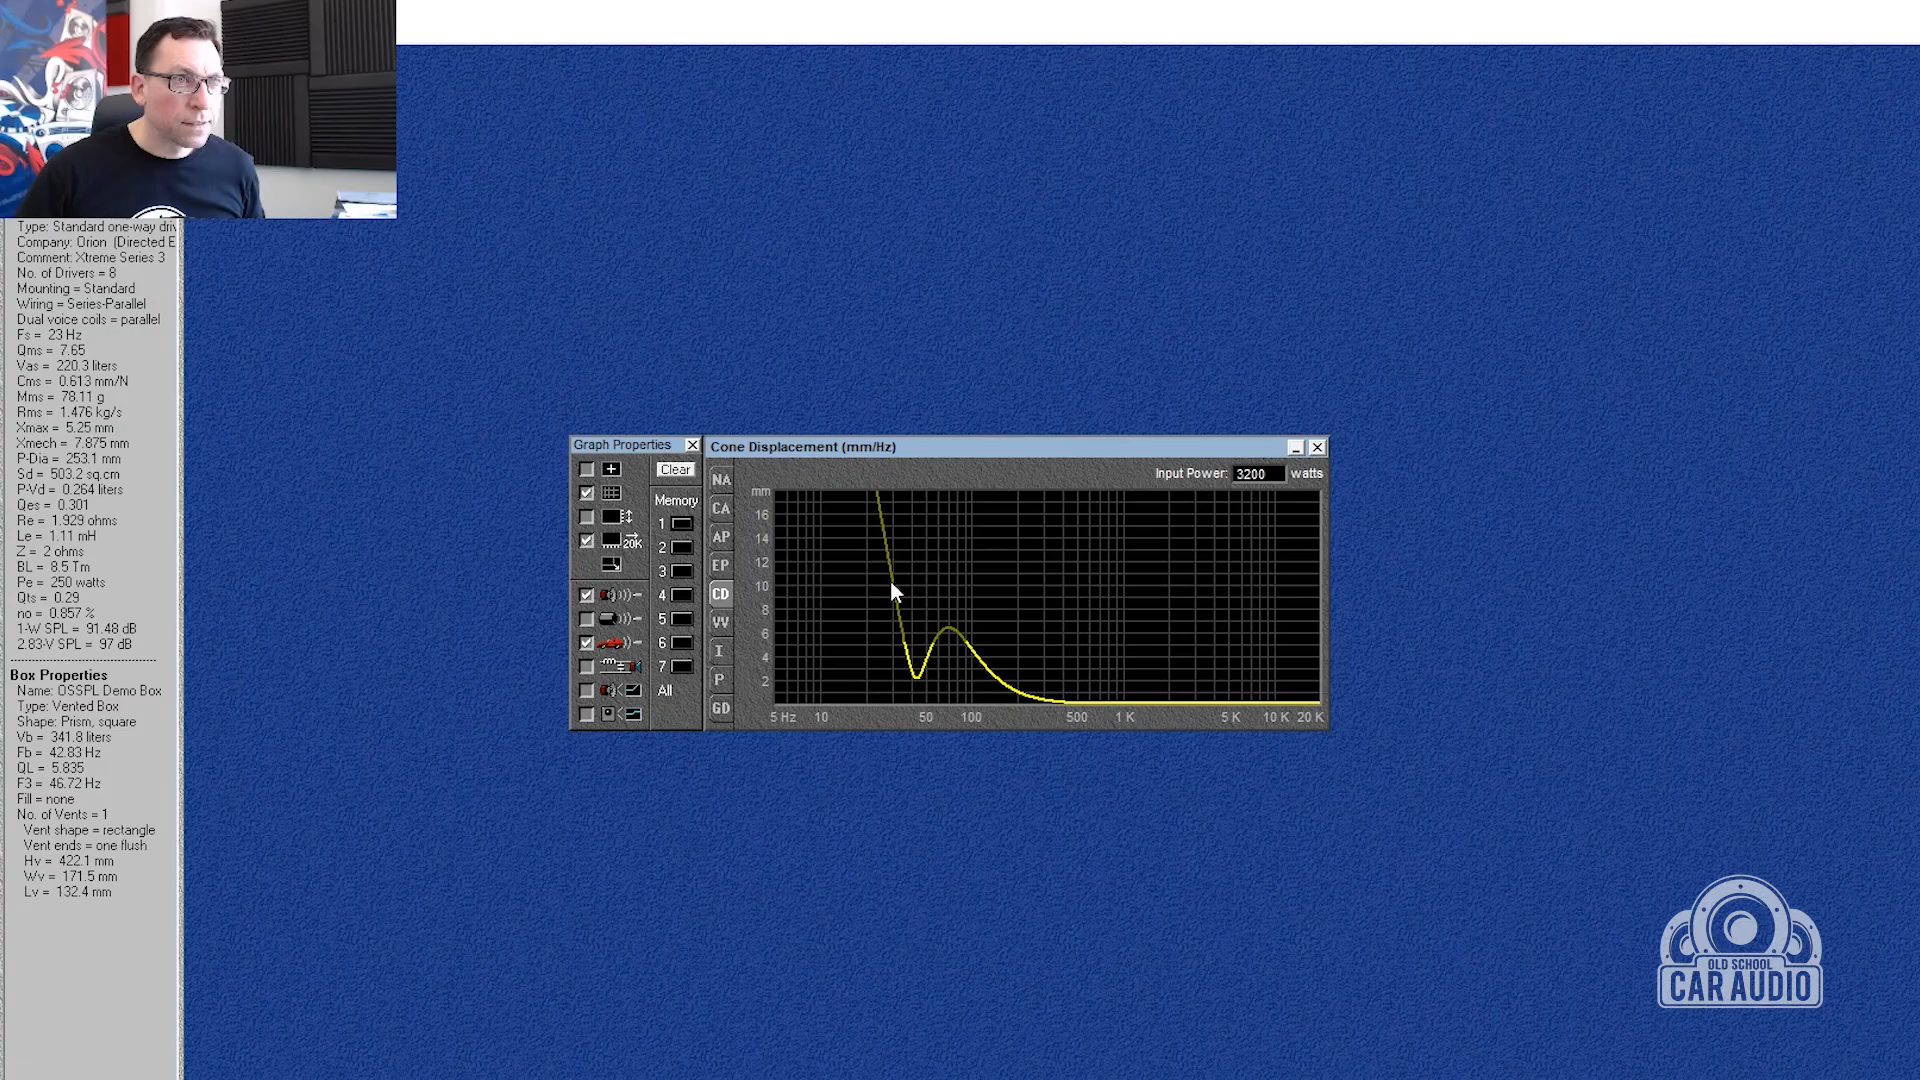 Type: Standard one-way driv
Company: Orion (Directed E
Comment: Xtreme Series 3
No. of Drivers = 8
Mounting = Standard
Wiring = Series-Parallel
Dual voice coils = parallel
Fs = 23 Hz
Qms = 7.65
Vas = 220.3 liters
Cms = 0.613 mm/N
Mms = 78.11 g
Rms = 1.476 kg/s
Xmax = 5.25 mm
Xmech = 7.875 mm
P-Dia = 253.1 mm
Sd = 503.2 sq.cm
P-Vd = 0.264 liters
Qes = 0.301
Re = 1.929 ohms
Le = 1.11 mH
Z = 2 ohms
BL = 8.5 Tm
Pe = 250 watts
Qts = 0.29
no = 0.857 %
1-W SPL = 91.48 dB
2.83-V SPL = 97 dB
Box Properties
Name: OSSPL Demo Box
Type: Vented Box
Shape: Prism, square
Vb = 341.8 liters
Fb = 42.83 Hz
QL = 5.835
F3 = 46.72 Hz
Fill = none
No. of Vents = 1
Vent shape = rectangle
Vent ends = one flush
Hv = 422.1 mm
Wv = 171.5 mm
Lv = 132.4 mm
Graph Properties
Clear
Memory
1
2
3
4
5
6
7
All
20K
Cone Displacement (mm/Hz)
Input Power: 3200 watts
NA
CA
AP
EP
CD
VV
I
P
GD
mm
16
14
12
10
8
6
4
2
5 Hz 10 50 100 500 1 K 5 K 10 K 20 K
OLD SCHOOL
CAR AUDIO